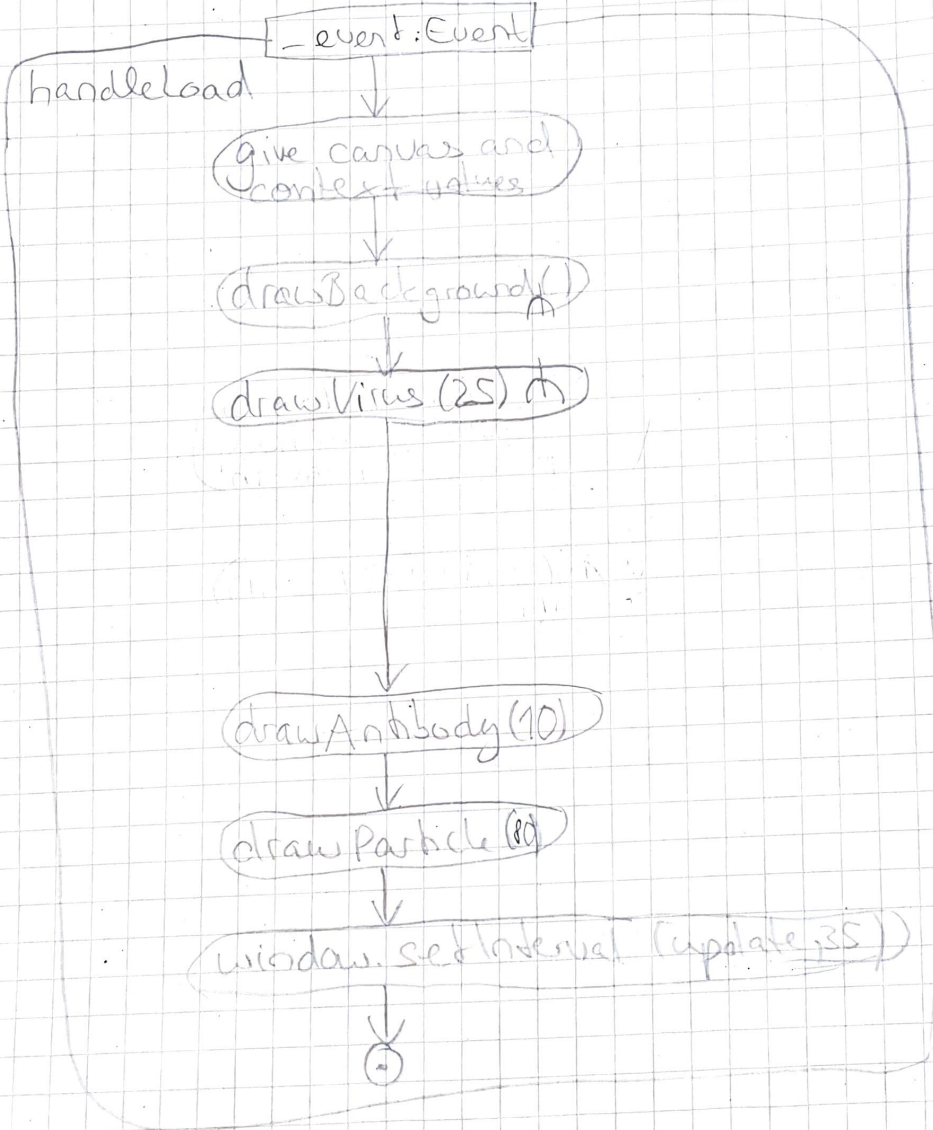 _event:Event
handleLoad
give canvas and
context values
drawBackground()
drawVirus (25)
drawAntibody(10)
drawParticle (80)
window.setInterval (update,35)